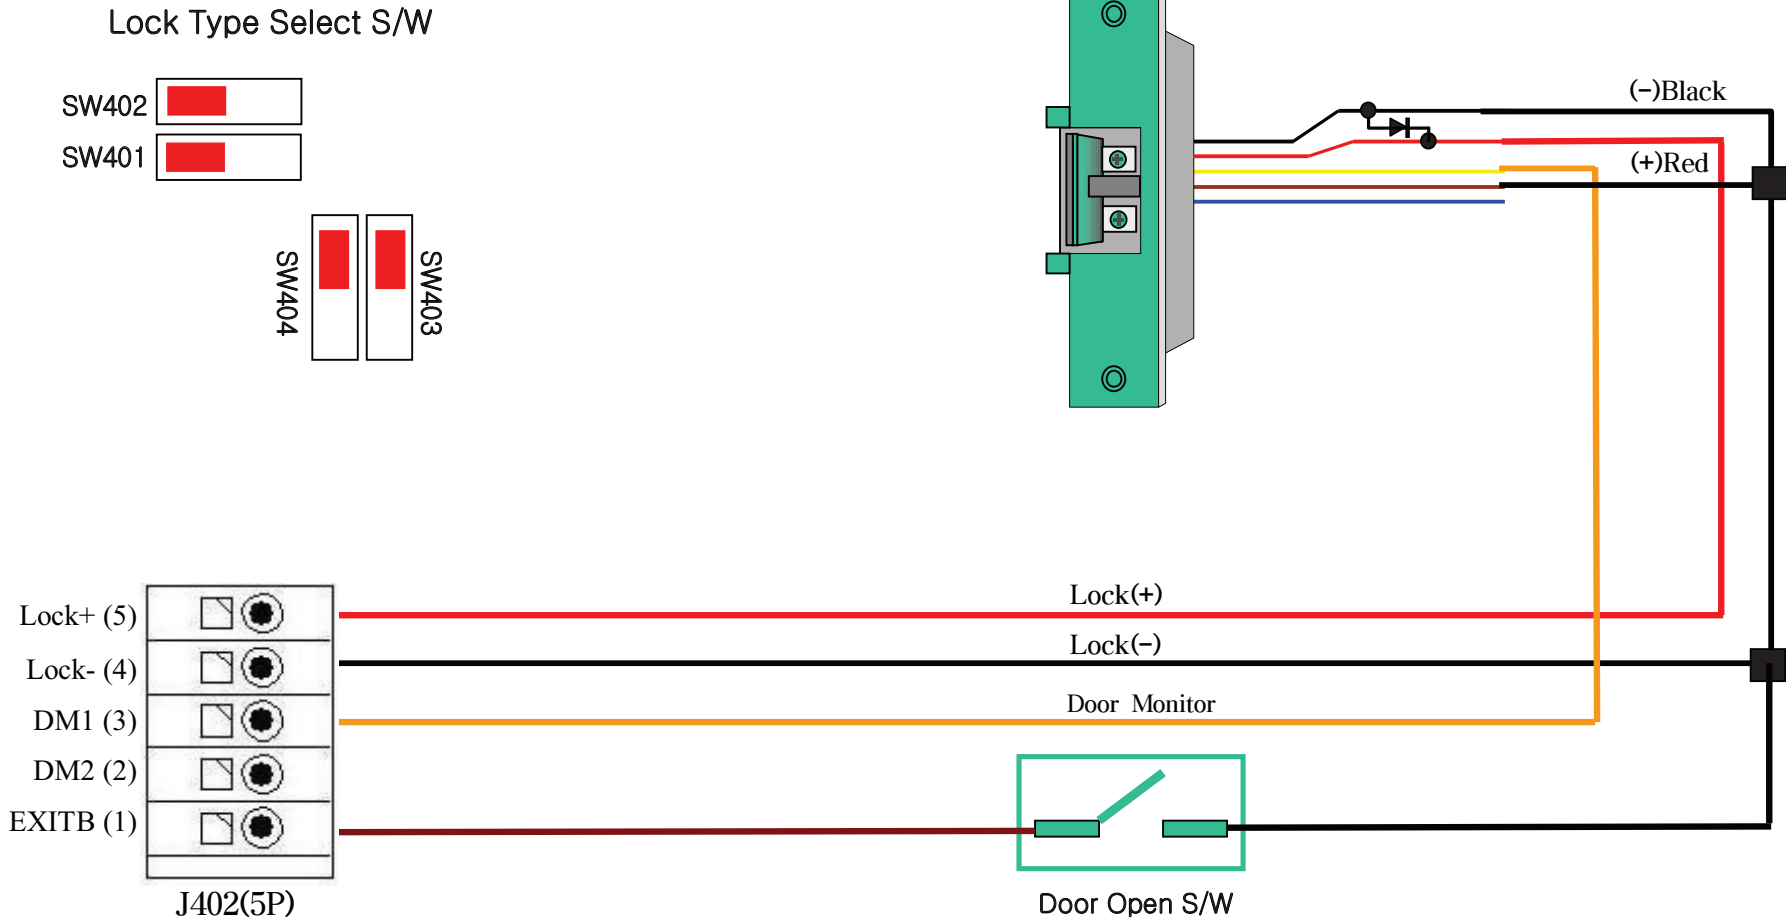 Lock Type Select S/W
SW402
SW401
SW404
SW403
(-)Black
(+)Red
Lock+ (5)
Lock- (4)
DM1 (3)
DM2 (2)
EXITB (1)
J402(5P)
Lock(+)
Lock(-)
Door Monitor
Door Open S/W